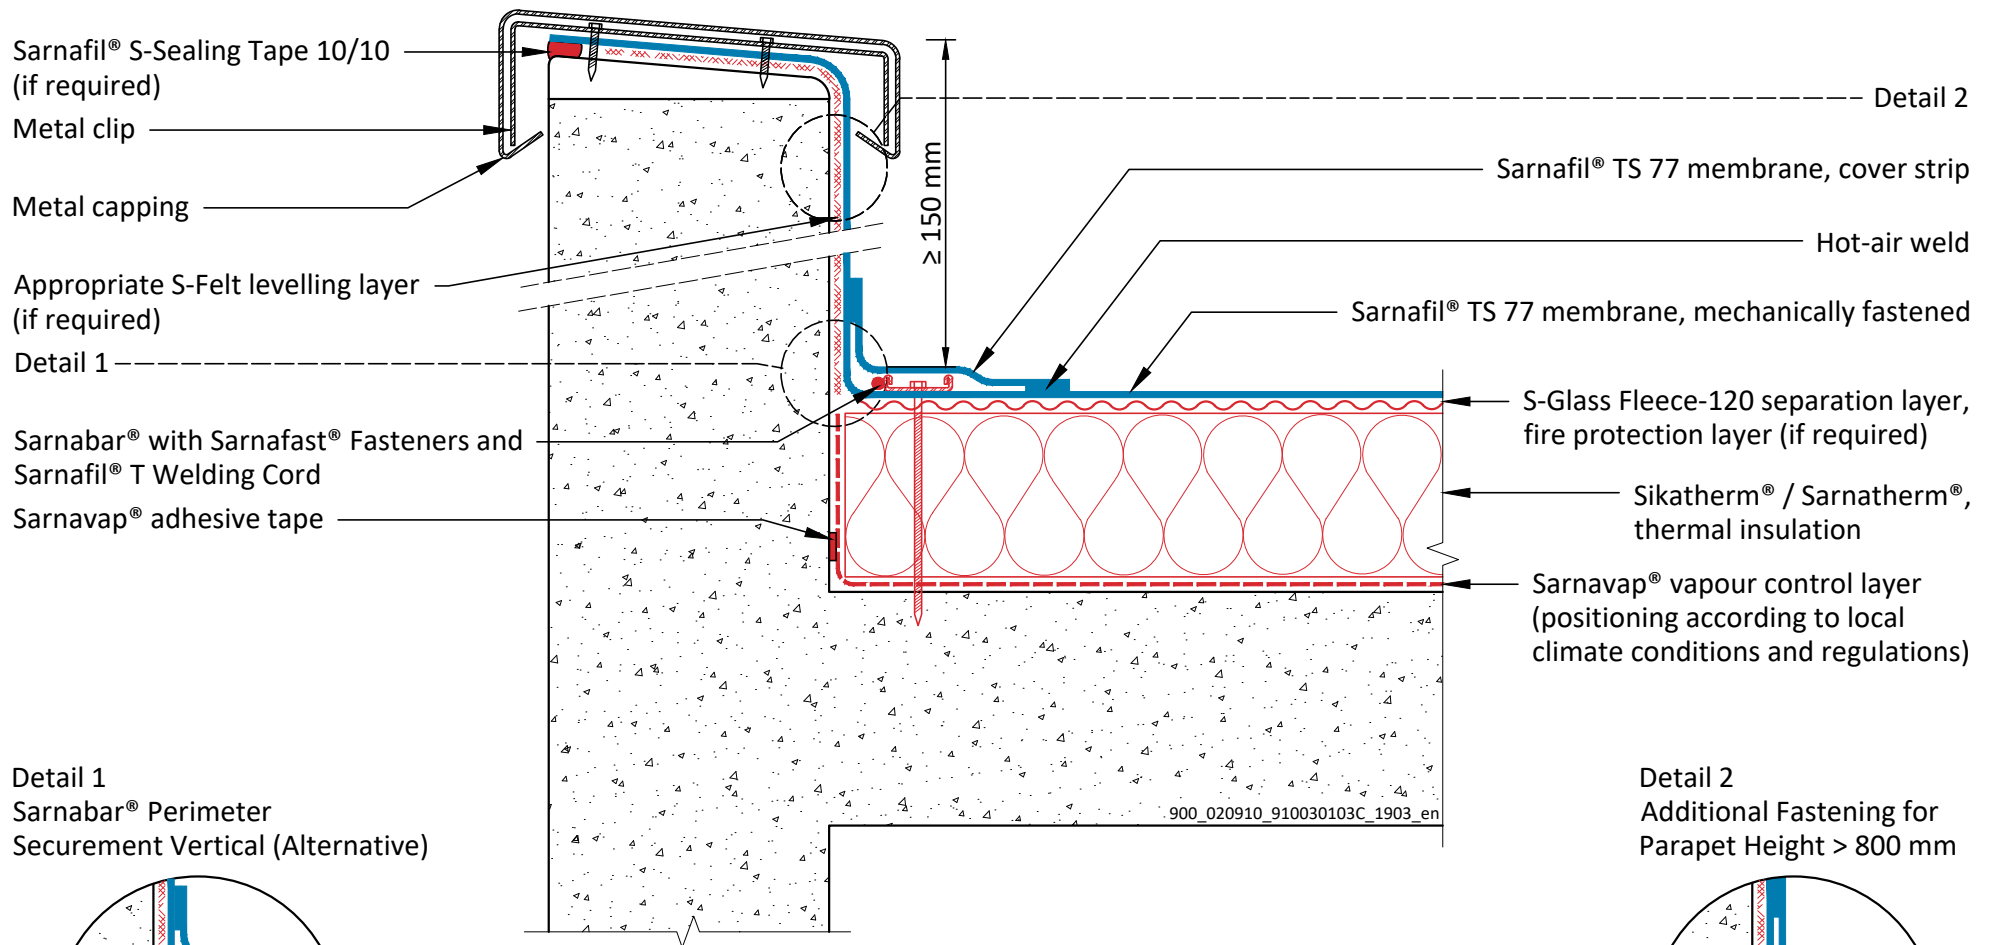 Sarnafil® S-Sealing Tape 10/10
(if required)
Metal clip
Metal capping
Appropriate S-Felt levelling layer
(if required)
Detail 1
Sarnabar® with Sarnafast® Fasteners and
Sarnafil® T Welding Cord
Sarnavap® adhesive tape
≥ 150 mm
Detail 2
Sarnafil® TS 77 membrane, cover strip
Hot-air weld
Sarnafil® TS 77 membrane, mechanically fastened
S-Glass Fleece-120 separation layer,
fire protection layer (if required)
Sikatherm® / Sarnatherm®,
thermal insulation
Sarnavap® vapour control layer
(positioning according to local
climate conditions and regulations)
900_020910_910030103C_1903_en
Detail 1
Sarnabar® Perimeter
Securement Vertical (Alternative)
Detail 2
Additional Fastening for
Parapet Height > 800 mm